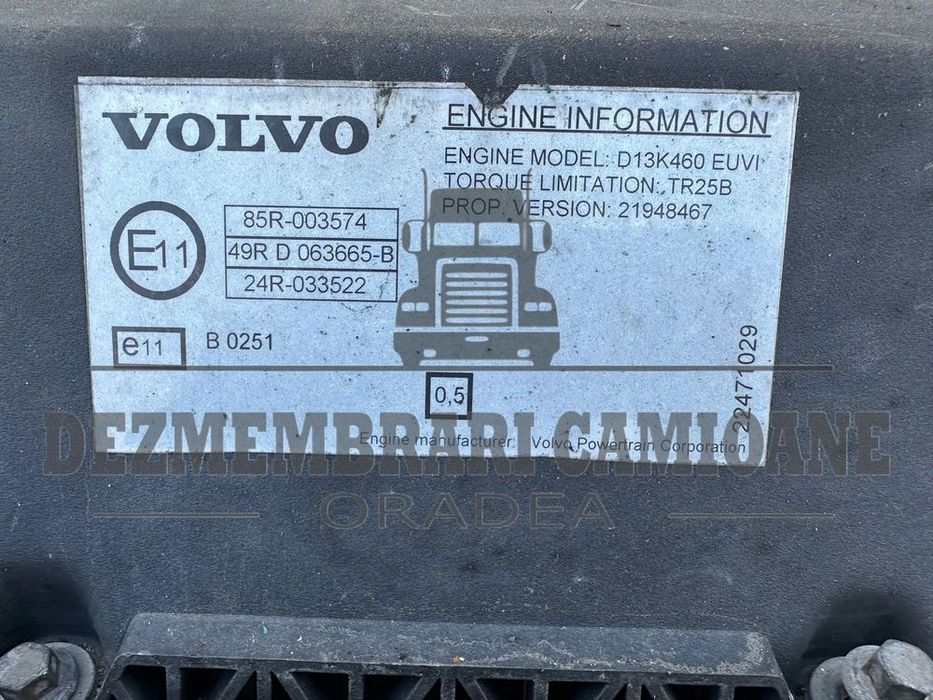 VOLVO
ENGINE INFORMATION
ENGINE MODEL: D13K460 EUVI
TORQUE LIMITATION: TR25B
PROP. VERSION: 21948467
85R-003574
49R D 063665-B
24R-033522
E11
e11
B 0251
0,5
22471029
Engine manufacturer: Volvo Powertrain Corporation
DEZMEMBRARI CAMIOANE
ORADEA